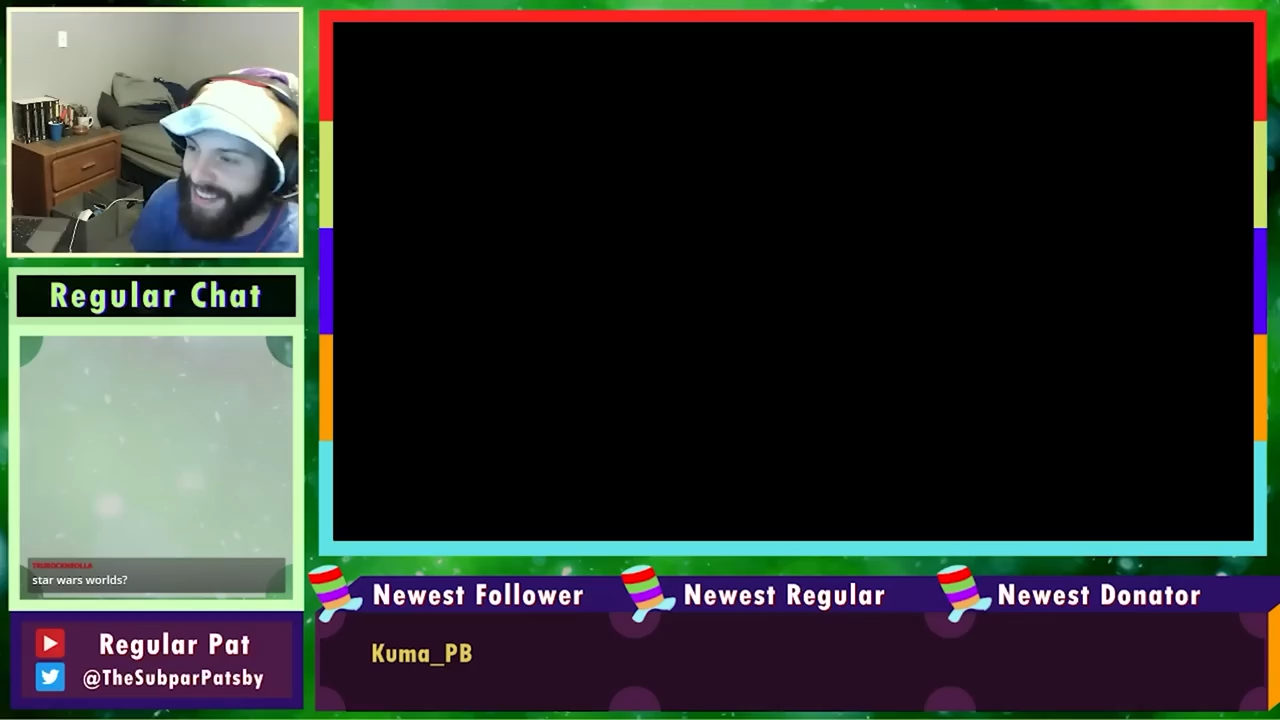 Regular Chat
star wars worlds?
Regular Pat
@TheSubparPatsby
Newest Follower
Newest Regular
Newest Donator
Kuma_PB